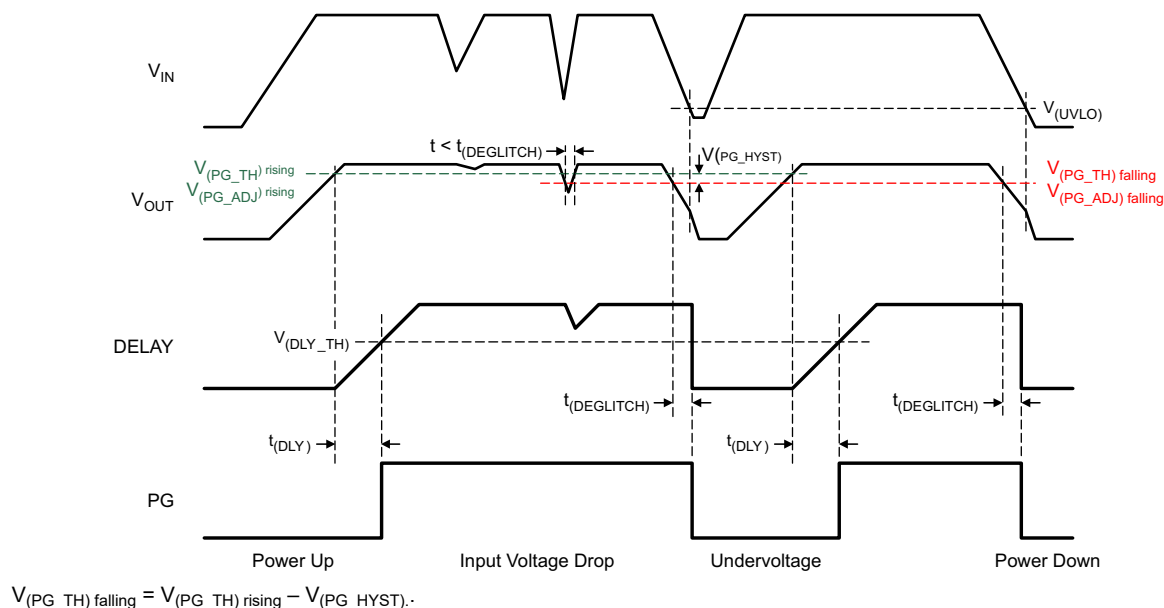 V(UVLO)
VIN
t < t(DEGLITCH)
V(PG_HYST)
V(PG_TH) rising
V(PG_ADJ) rising
V(PG_TH) falling
V(PG_ADJ) falling
VOUT
V(DLY_TH)
DELAY
t(DEGLITCH)
t(DEGLITCH)
t(DLY)
t(DLY)
PG
Power Up
Input Voltage Drop
Undervoltage
Power Down
V(PG_TH) falling = V(PG_TH) rising – V(PG_HYST).